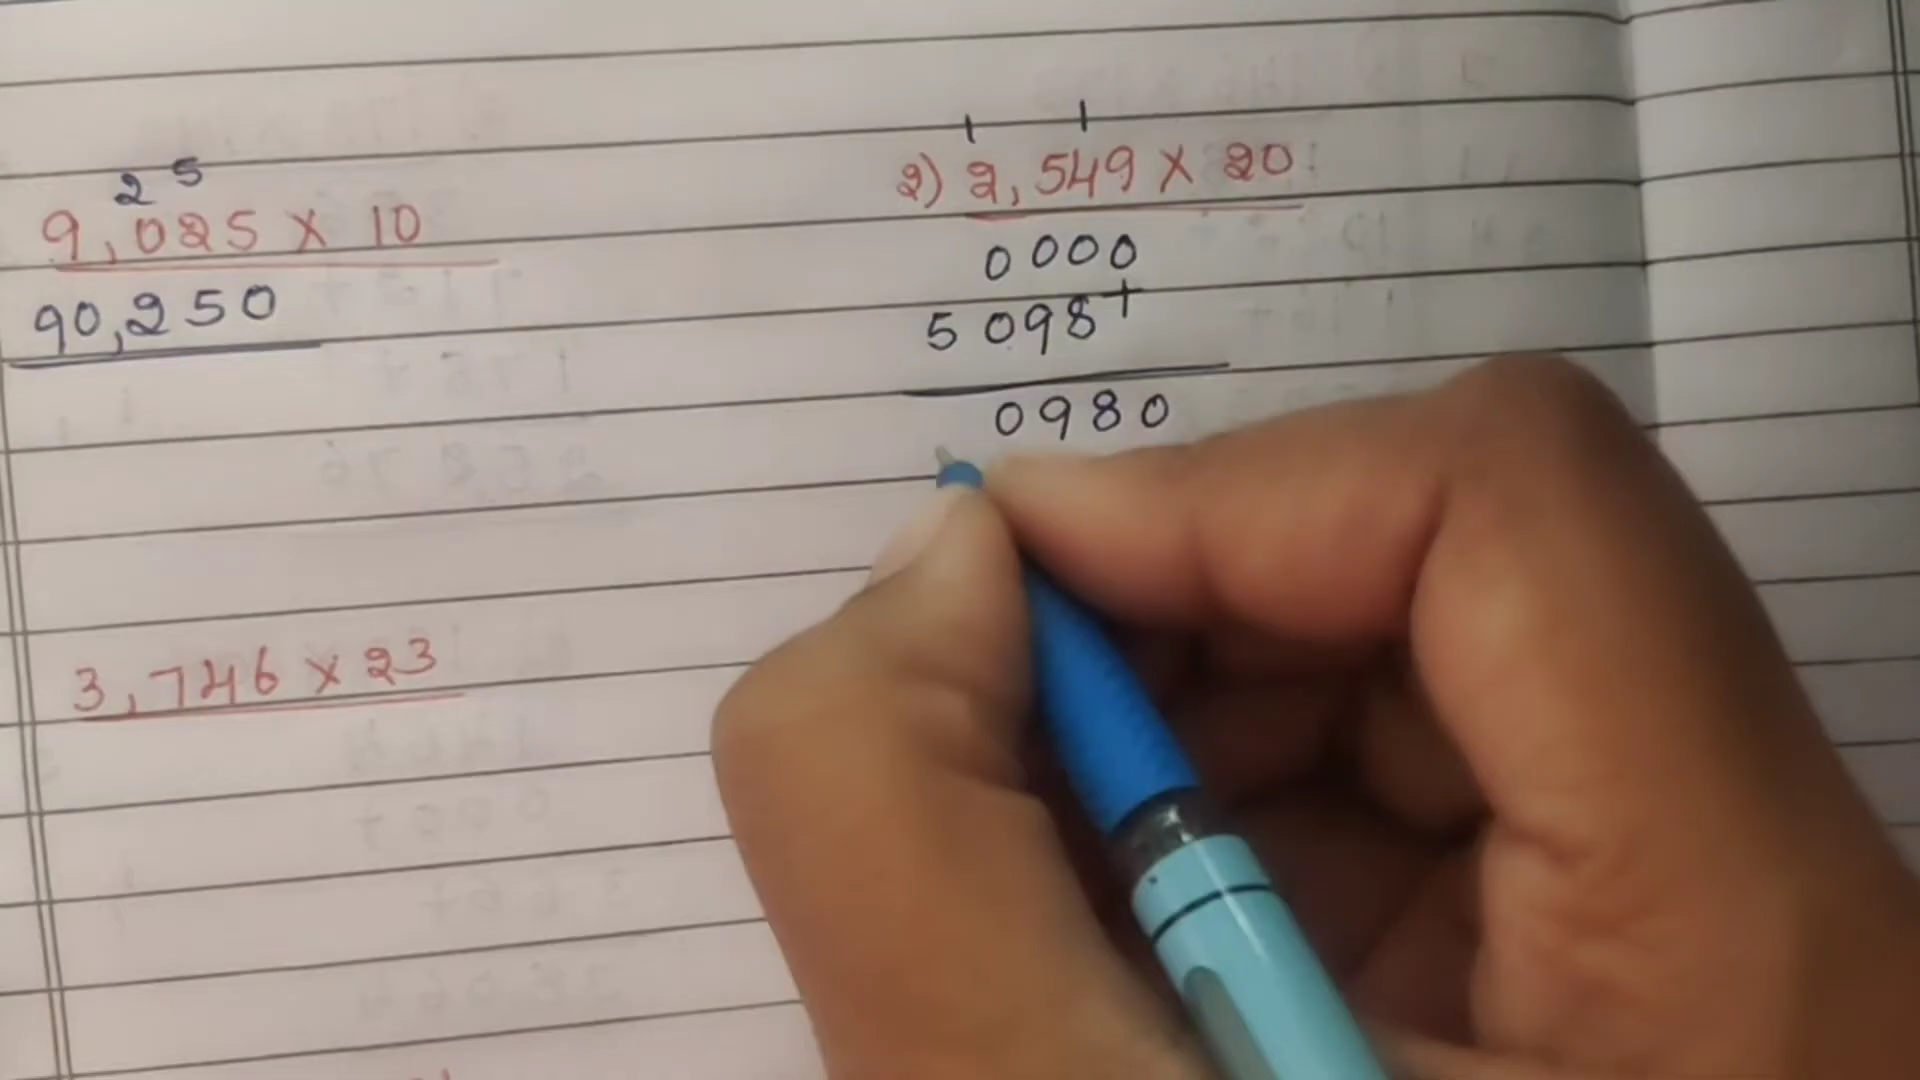 2 5
9,025 x 10
90,250
3,746 x 23
1 1
2) 2,549 x 20
0000
5098+
0980